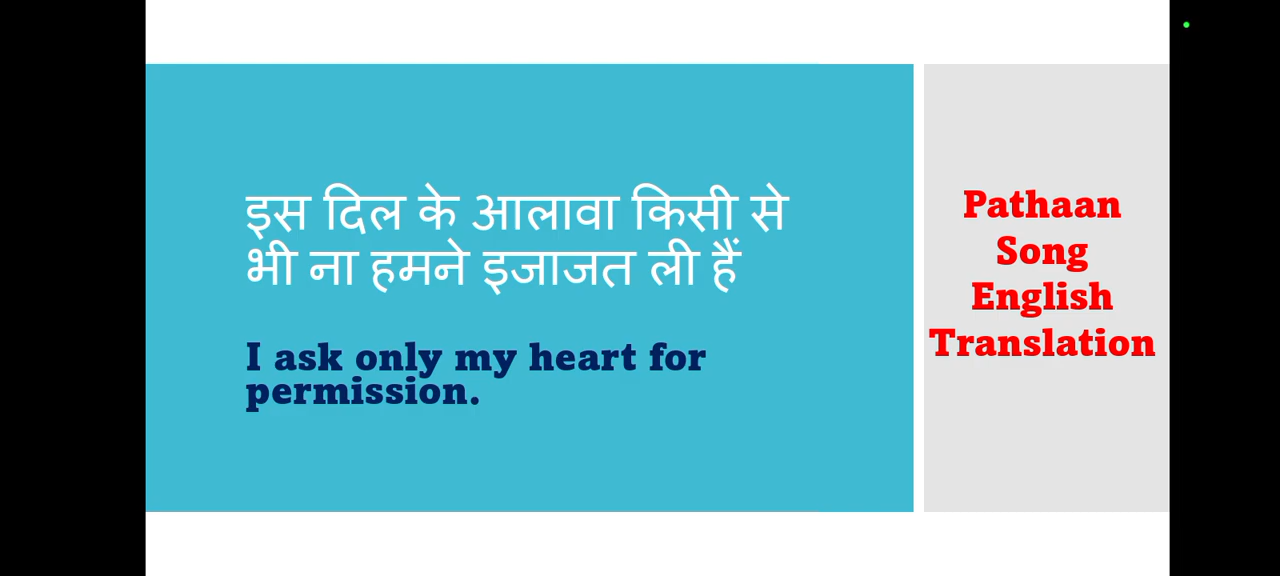 इस दिल के आलावा किसी से
भी ना हमने इजाजत ली हैं
I ask only my heart for
permission.
Pathaan
Song
English
Translation